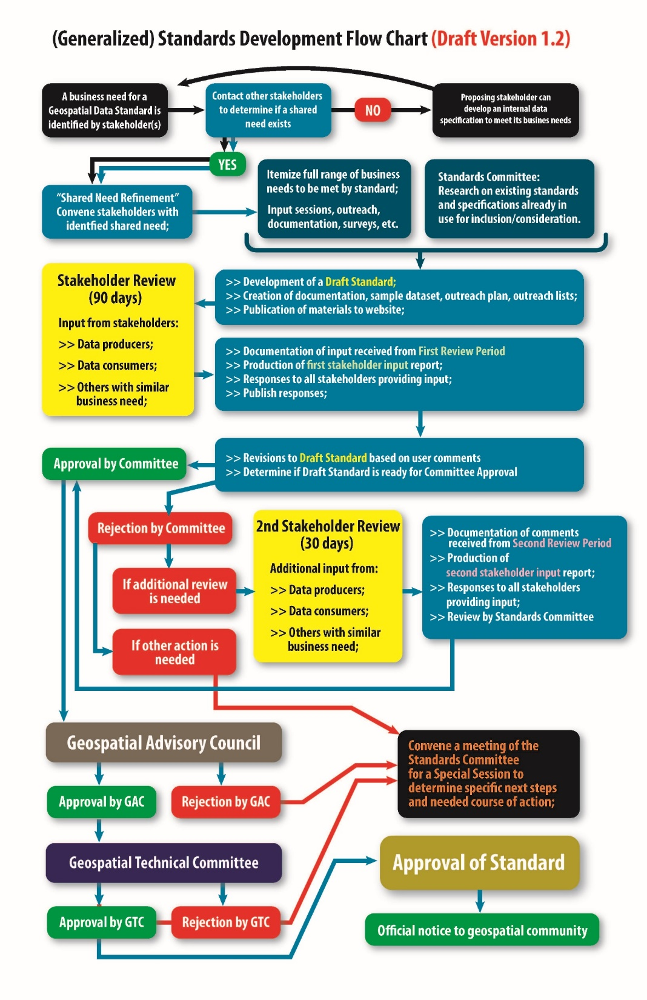 (Generalized) Standards Development Flow Chart (Draft Version 1.2)
A business need for a
Geospatial Data Standard is
identified by stakeholder(s)
Contact other stakeholders
to determine if a shared
need exists
NO
Proposing stakeholder can
develop an internal data
specification to meet its busines needs
YES
“Shared Need Refinement”
Convene stakeholders with
identfied shared need;
Itemize full range of business
needs to be met by standard;
Input sessions, outreach,
documentation, surveys, etc.
Standards Committee:
Research on existing standards
and specifications already in
use for inclusion/consideration.
Stakeholder Review
(90 days)
Input from stakeholders:
>> Data producers;
>> Data consumers;
>> Others with similar
business need;
>> Development of a Draft Standard;
>> Creation of documentation, sample dataset, outreach plan, outreach lists;
>> Publication of materials to website;
>> Documentation of input received from First Review Period
>> Production of first stakeholder input report;
>> Responses to all stakeholders providing input;
>> Publish responses;
>> Revisions to Draft Standard based on user comments
>> Determine if Draft Standard is ready for Committee Approval
Approval by Committee
Rejection by Committee
If additional review
is needed
If other action is
needed
2nd Stakeholder Review
(30 days)
Additional input from:
>> Data producers;
>> Data consumers;
>> Others with similar
business need;
>> Documentation of comments
received from Second Review Period
>> Production of
second stakeholder input report;
>> Responses to all stakeholders
providing input;
>> Review by Standards Committee
Geospatial Advisory Council
Approval by GAC
Rejection by GAC
Convene a meeting of the
Standards Committee
for a Special Session to
determine specific next steps
and needed course of action;
Geospatial Technical Committee
Approval by GTC
Rejection by GTC
Approval of Standard
Official notice to geospatial community